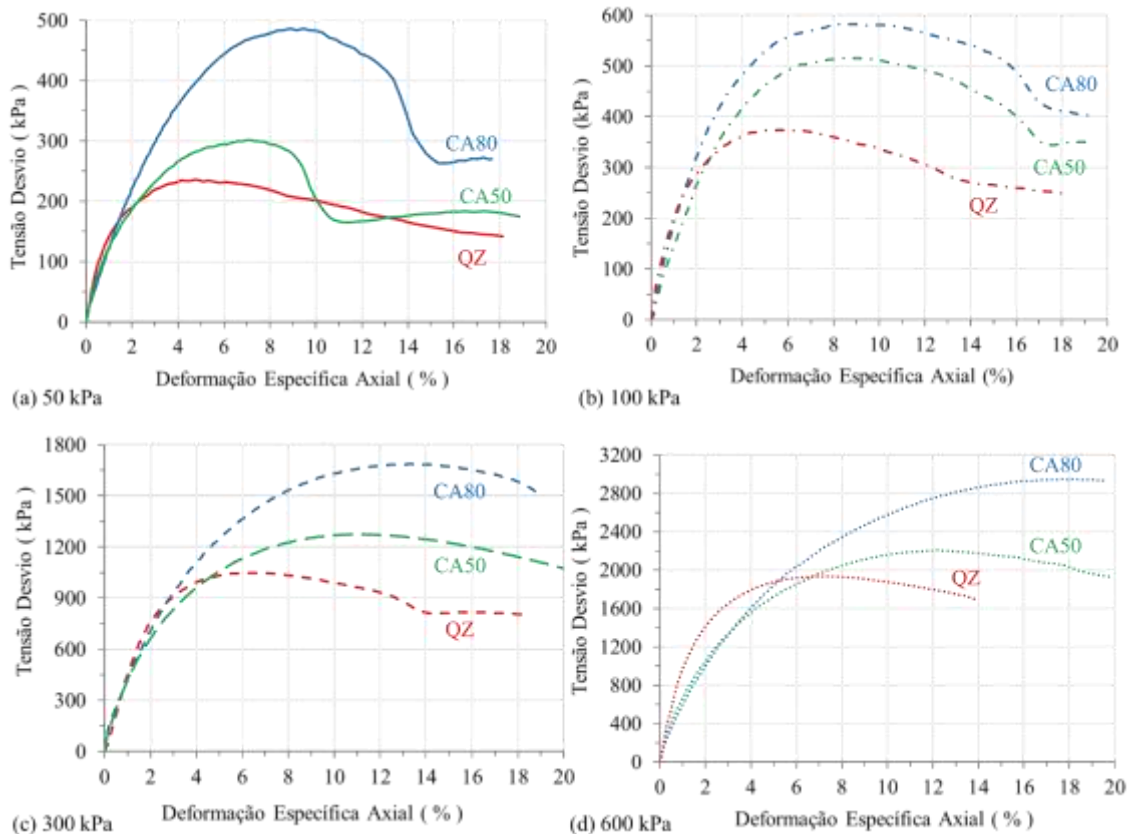 500
400
300
200
100
0
Tensão Desvio ( kPa )
CA80
CA50
QZ
0 2 4 6 8 10 12 14 16 18 20
Deformação Específica Axial ( % )
(a) 50 kPa
600
500
400
300
200
100
0
Tensão Desvio (kPa)
CA80
CA50
QZ
0 2 4 6 8 10 12 14 16 18 20
Deformação Específica Axial (%)
(b) 100 kPa
1800
1500
1200
900
600
300
0
Tensão Desvio ( kPa )
CA80
CA50
QZ
0 2 4 6 8 10 12 14 16 18 20
Deformação Específica Axial ( % )
(c) 300 kPa
3200
2800
2400
2000
1600
1200
800
400
0
Tensão Desvio ( kPa )
CA80
CA50
QZ
0 2 4 6 8 10 12 14 16 18 20
Deformação Específica Axial ( % )
(d) 600 kPa